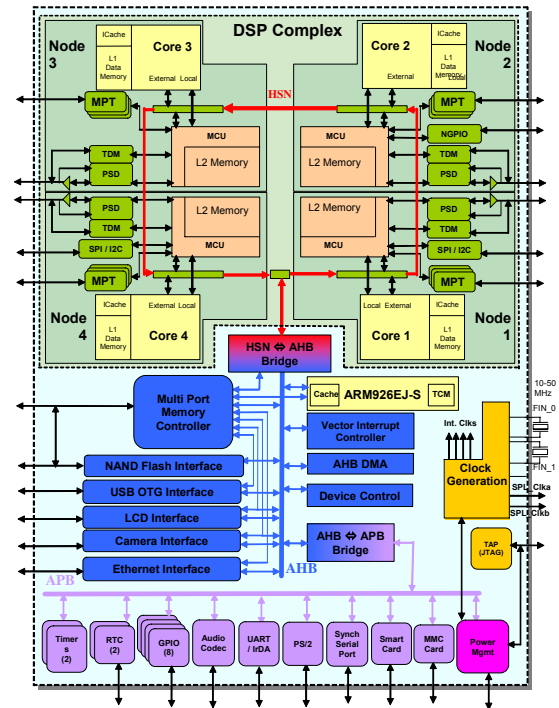 DSP Complex
Node
3
ICache
L1
Data
Memory
Core 3
External Local
Core 2
External
ICache
L1
Data
Memory
Local
Node
2
HSN
MPT
MPT
MCU
L2 Memory
MCU
L2 Memory
NGPIO
TDM
PSD
TDM
PSD
PSD
TDM
SPI / I2C
MPT
L2 Memory
MCU
L2 Memory
MCU
PSD
TDM
SPI / I2C
MPT
Node
4
ICache
L1
Data
Memory
External Local
Core 4
Local External
Core 1
ICache
L1
Data
Memory
Node
1
HSN ⇔ AHB
Bridge
Multi Port
Memory
Controller
Cache
ARM926EJ-S
TCM
Vector Interrupt
Controller
AHB DMA
Device Control
AHB ⇔ APB
Bridge
NAND Flash Interface
USB OTG Interface
LCD Interface
Camera Interface
Ethernet Interface
AHB
APB
Int. Clks
Clock
Generation
10-50
MHz
FIN_0
FIN_1
SPL_Clka
SPL_Clkb
TAP
(JTAG)
Timer
s
(2)
RTC
(2)
GPIO
(8)
Audio
Codec
UART
/ IrDA
PS/2
Synch
Serial
Port
Smart
Card
MMC
Card
Power
Mgmt